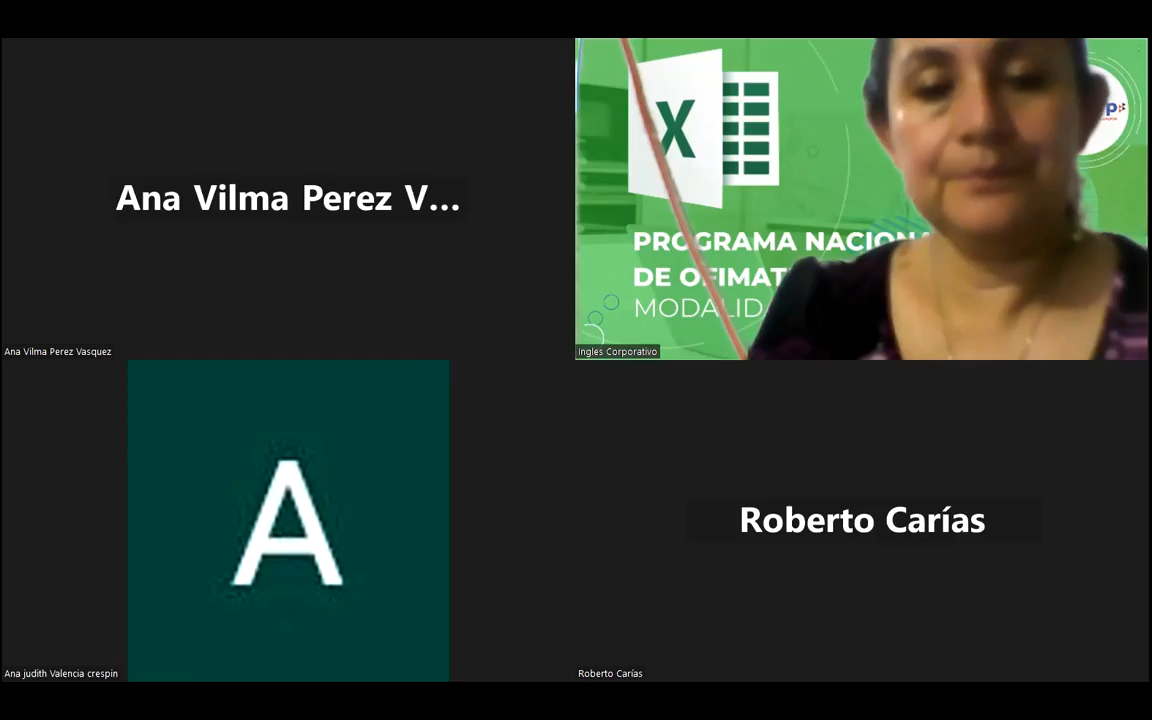 Ana Vilma Perez V...
Ana Vilma Perez Vasquez
X
PROGRAMA NACION
DE OFIMAT
MODALID
Ingles Corporativo
A
Ana judith Valencia crespin
Roberto Carías
Roberto Carías